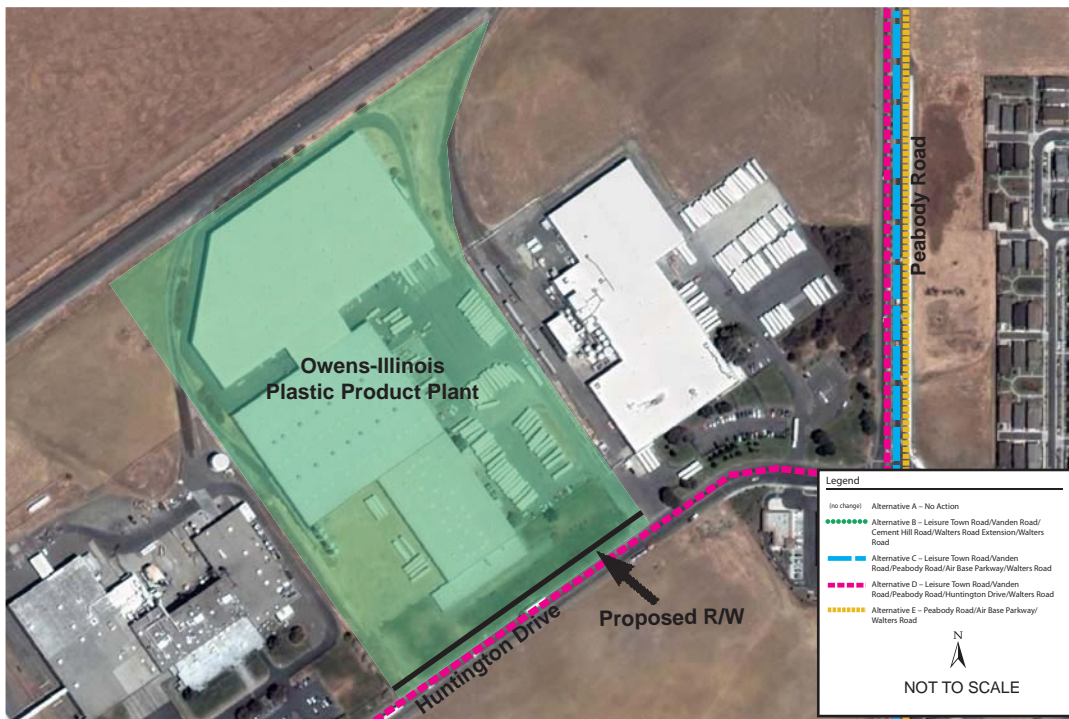 Peabody Road
Owens-Illinois
Plastic Product Plant
Proposed R/W
Huntington Drive
Legend
(no change) Alternative A – No Action
Alternative B – Leisure Town Road/Vanden Road/
Cement Hill Road/Walters Road Extension/Walters
Road
Alternative C – Leisure Town Road/Vanden
Road/Peabody Road/Air Base Parkway/Walters Road
Alternative D – Leisure Town Road/Vanden
Road/Peabody Road/Huntington Drive/Walters Road
Alternative E – Peabody Road/Air Base Parkway/
Walters Road
N
NOT TO SCALE